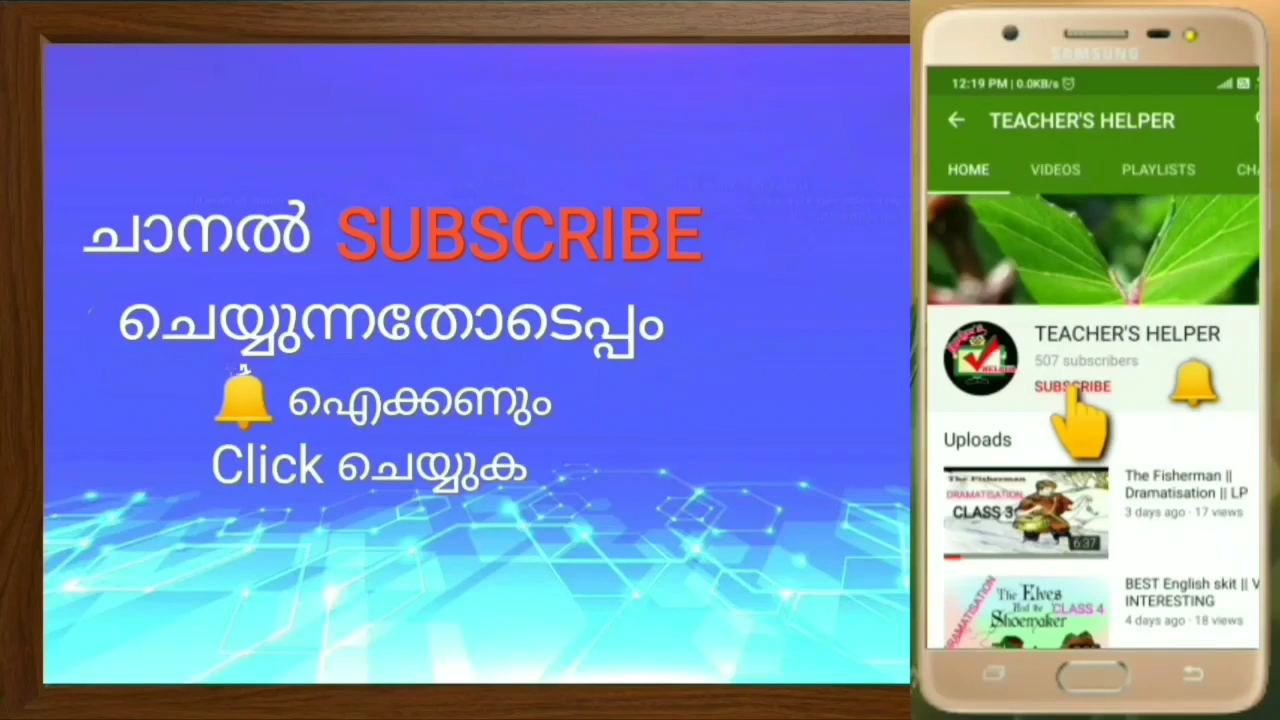 ചാനൽ SUBSCRIBE
ചെയ്യുന്നതോടെപ്പം
ഐക്കണും
Click ചെയ്യുക
SAMSUNG
12:19 PM | 0.0KB/s
TEACHER'S HELPER
HOME VIDEOS PLAYLISTS CH
TEACHER'S HELPER
507 subscribers
SUBSCRIBE
Uploads
The Fisherman
DRAMATISATION
CLASS 3
6:37
The Fisherman ||
Dramatisation || LP
3 days ago · 17 views
DRAMATISATION
The Elves
And the
Shoemaker
CLASS 4
BEST English skit || V
INTERESTING
4 days ago · 18 views